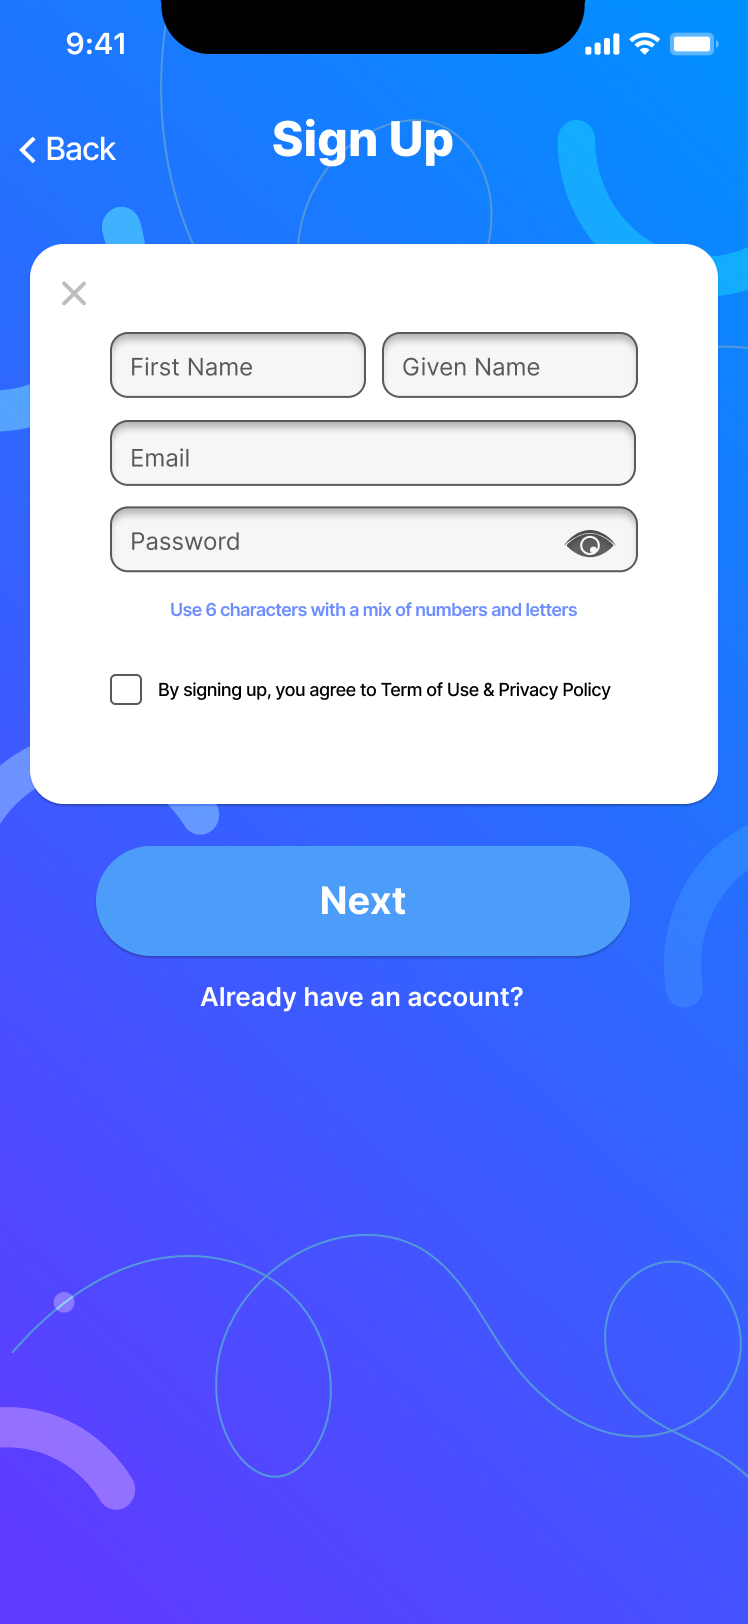 9:41
Back
Sign Up
First Name
Given Name
Email
Password
Use 6 characters with a mix of numbers and letters
By signing up, you agree to Term of Use & Privacy Policy
Next
Already have an account?